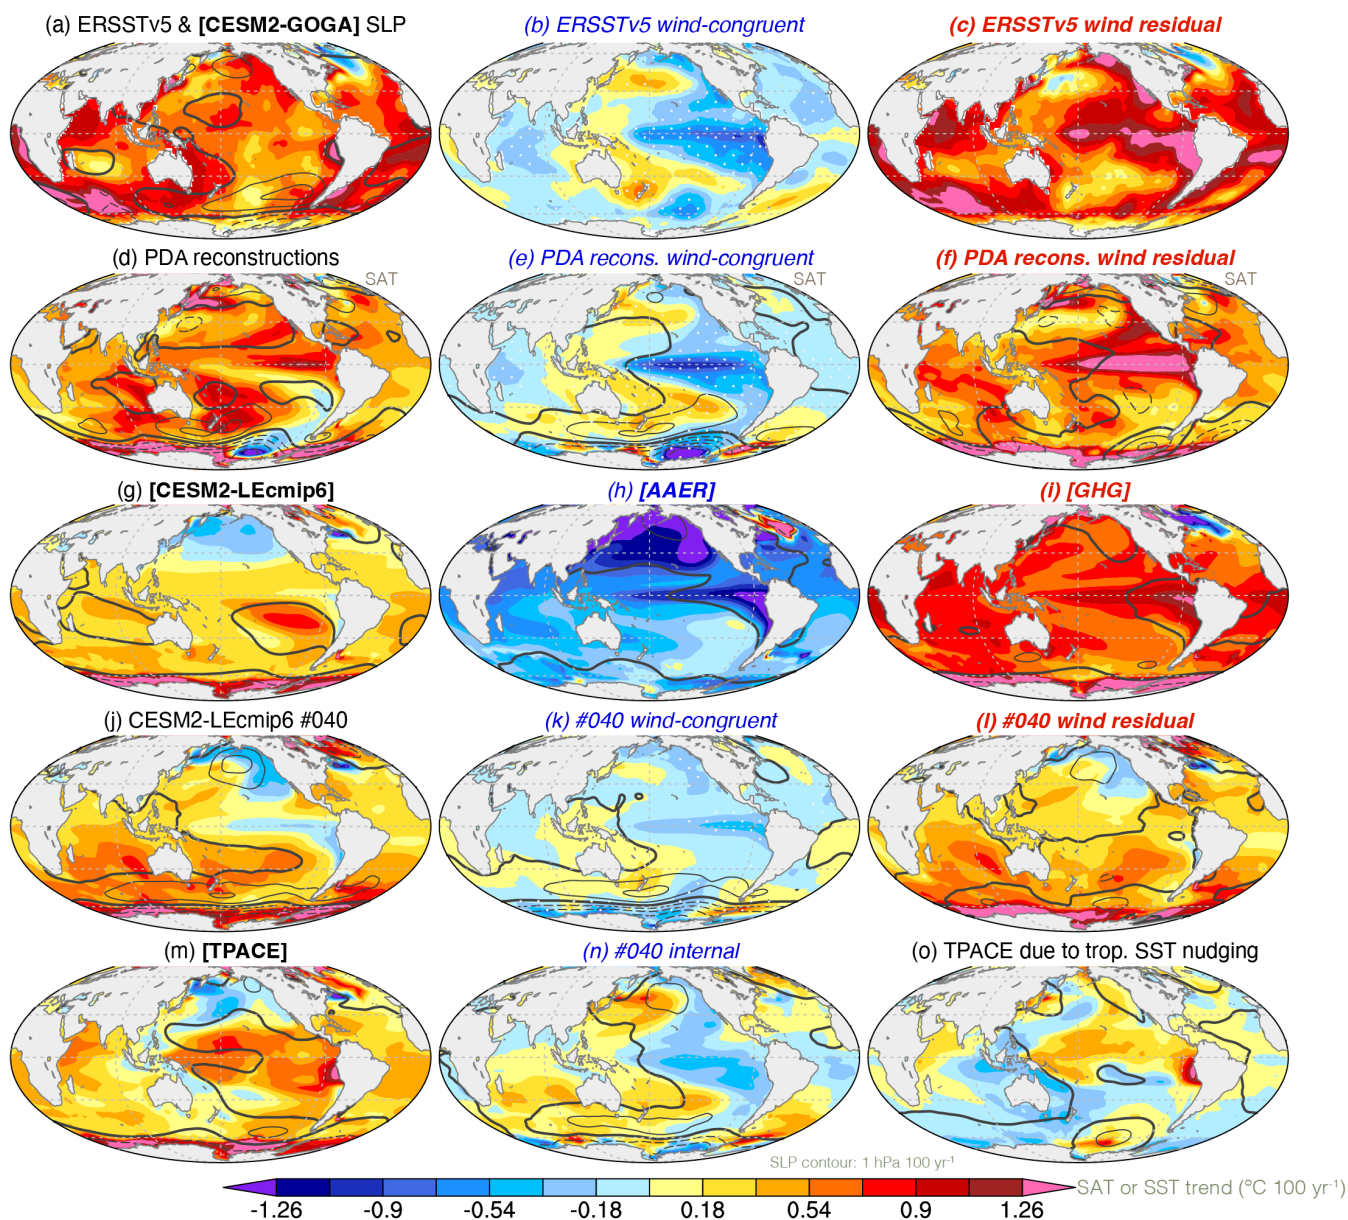 (a) ERSSTv5 & [CESM2-GOGA] SLP
(b) ERSSTv5 wind-congruent
(c) ERSSTv5 wind residual
(d) PDA reconstructions
SAT
(e) PDA recons. wind-congruent
SAT
(f) PDA recons. wind residual
SAT
(g) [CESM2-LEcmip6]
(h) [AAER]
(i) [GHG]
(j) CESM2-LEcmip6 #040
(k) #040 wind-congruent
(l) #040 wind residual
(m) [TPACE]
(n) #040 internal
(o) TPACE due to trop. SST nudging
SLP contour: 1 hPa 100 yr⁻¹
SAT or SST trend (°C 100 yr⁻¹)
-1.26 -0.9 -0.54 -0.18 0.18 0.54 0.9 1.26